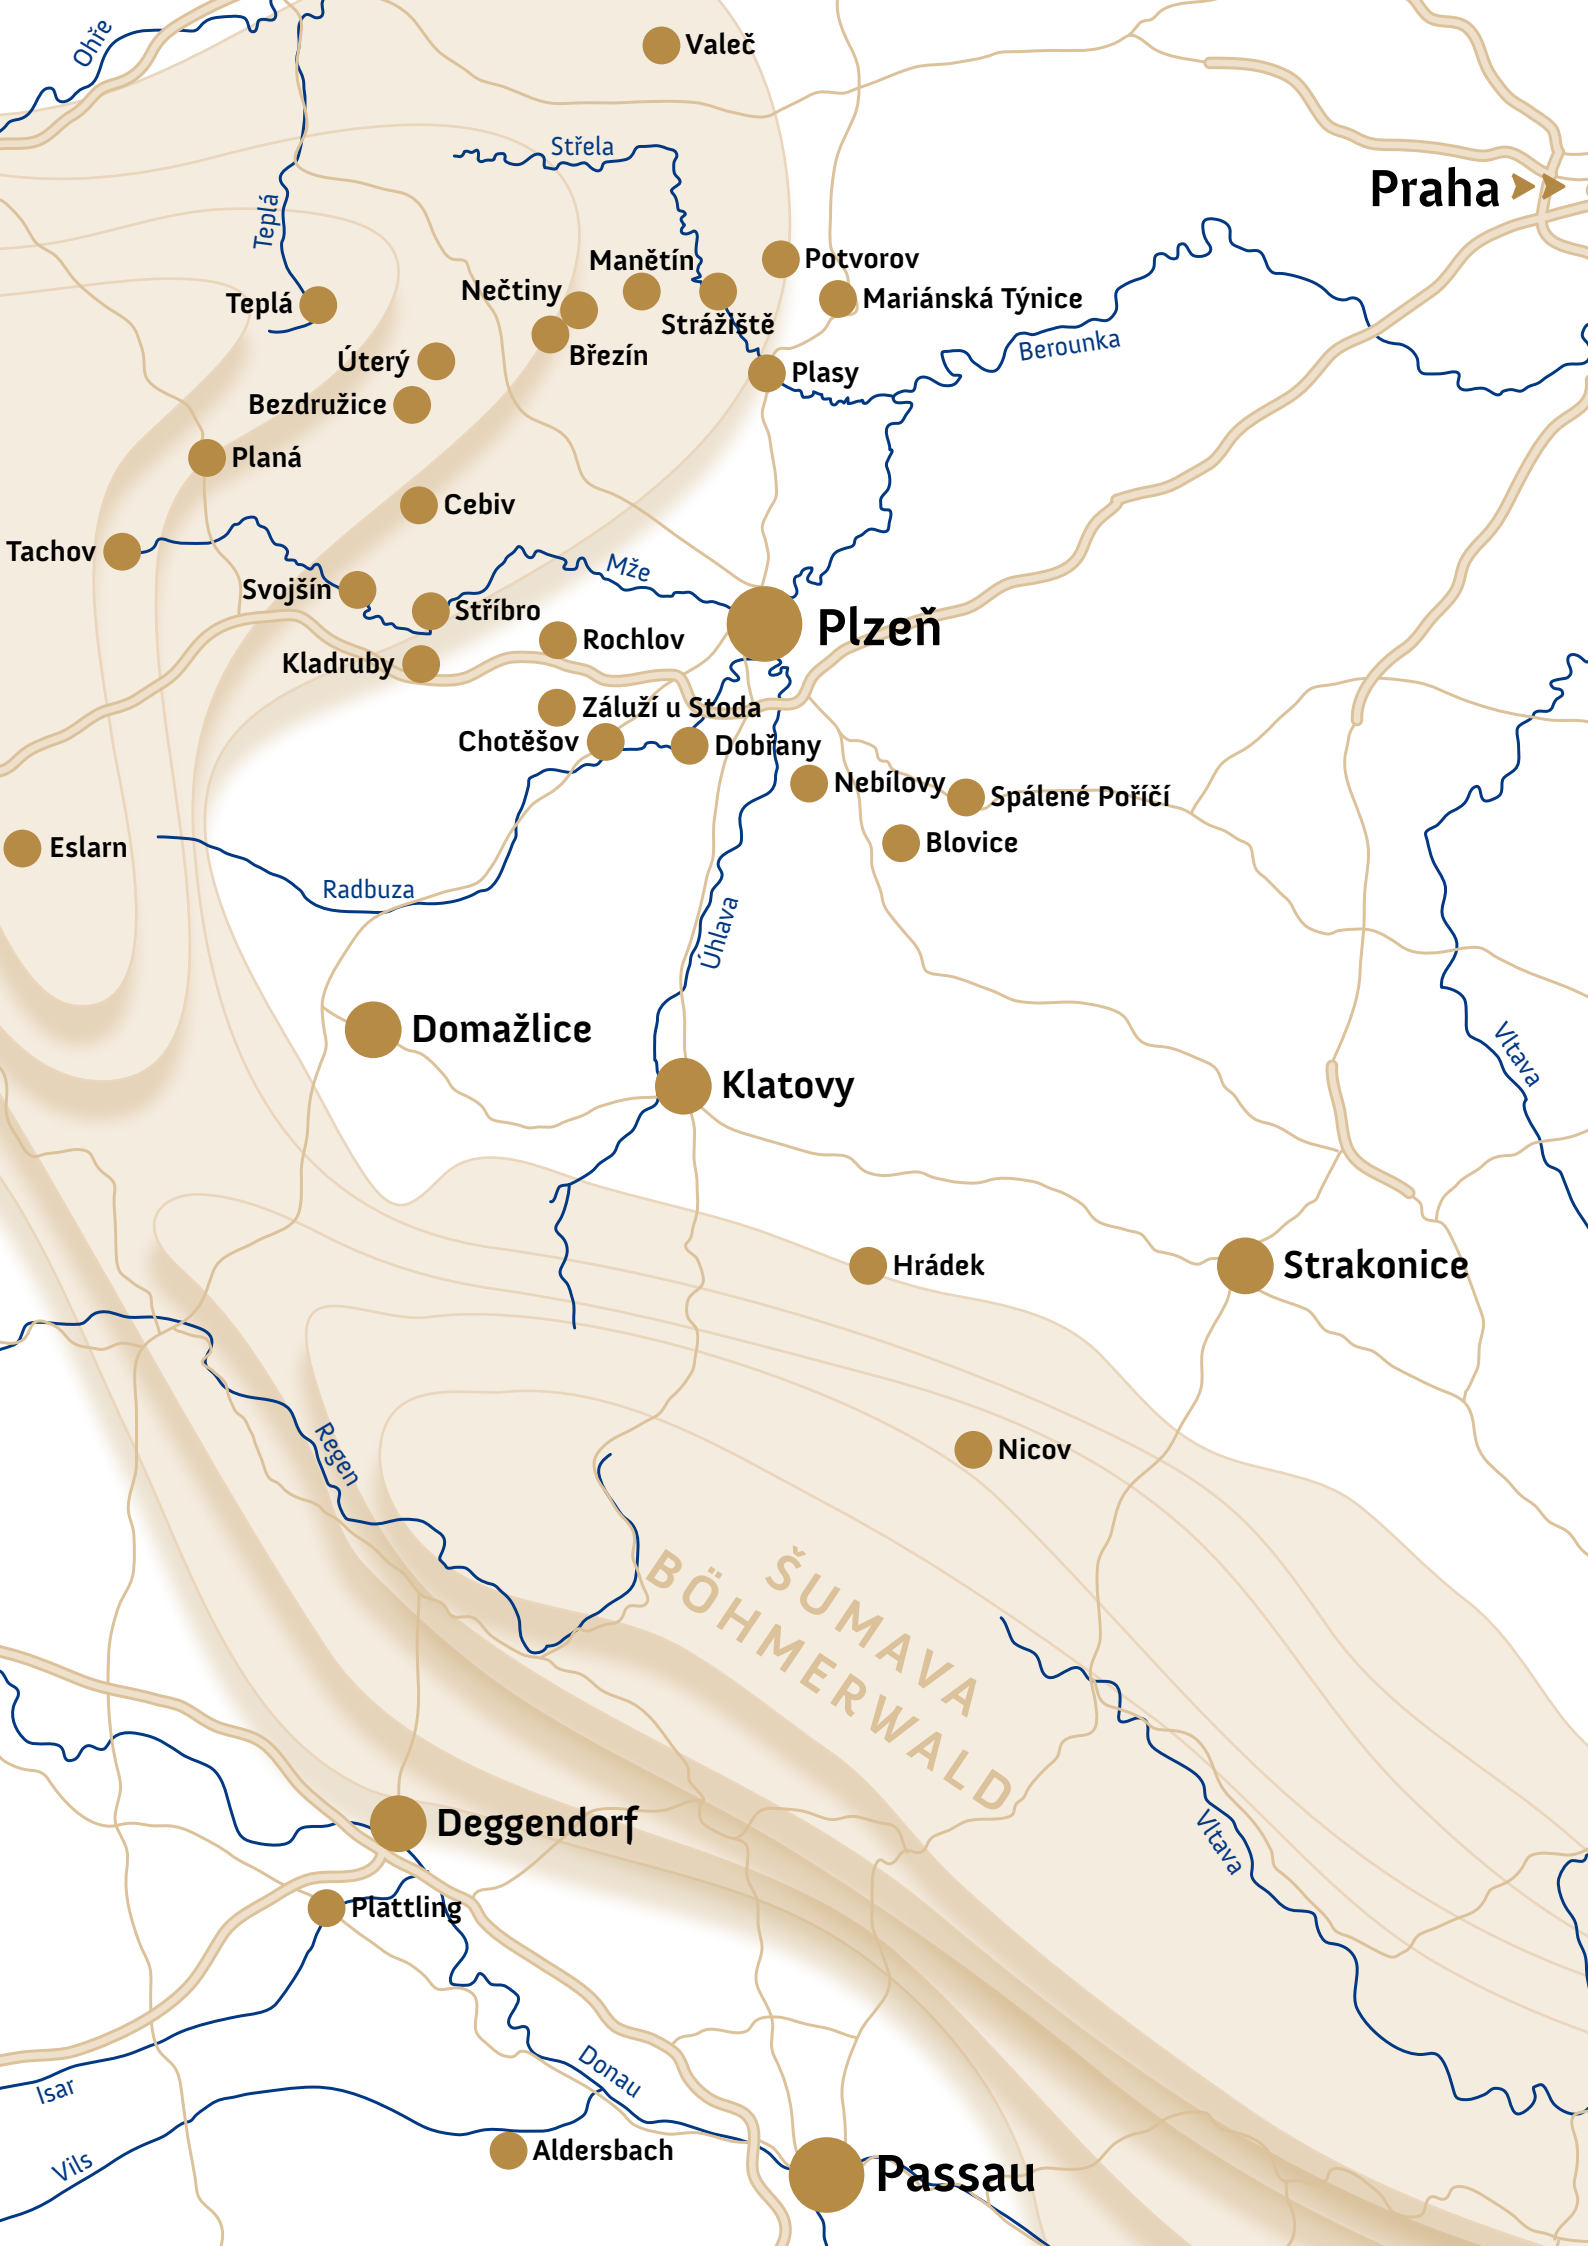 Ohře
Valeč
Střela
Praha
Teplá
Potvorov
Manětín
Nečtiny
Mariánská Týnice
Teplá
Strážiště
Berounka
Březín
Úterý
Plasy
Bezdružice
Planá
Cebiv
Tachov
Mže
Svojšín
Stříbro
Plzeň
Rochlov
Kladruby
Záluží u Stoda
Chotěšov
Dobřany
Nebílovy
Spálené Poříčí
Blovice
Eslarn
Radbuza
Úhlava
Domažlice
Vltava
Klatovy
Hrádek
Strakonice
Regen
Nicov
ŠUMAVA
BÖHMERWALD
Deggendorf
Vltava
Plattling
Donau
Isar
Vils
Aldersbach
Passau